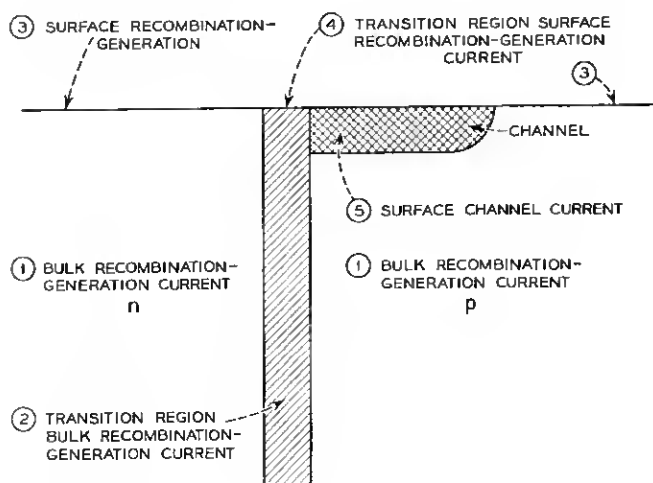 ③ SURFACE RECOMBINATION-
GENERATION
④ TRANSITION REGION SURFACE
RECOMBINATION-GENERATION
CURRENT
③
CHANNEL
⑤ SURFACE CHANNEL CURRENT
① BULK RECOMBINATION-
GENERATION CURRENT
n
① BULK RECOMBINATION-
GENERATION CURRENT
p
② TRANSITION REGION
BULK RECOMBINATION-
GENERATION CURRENT